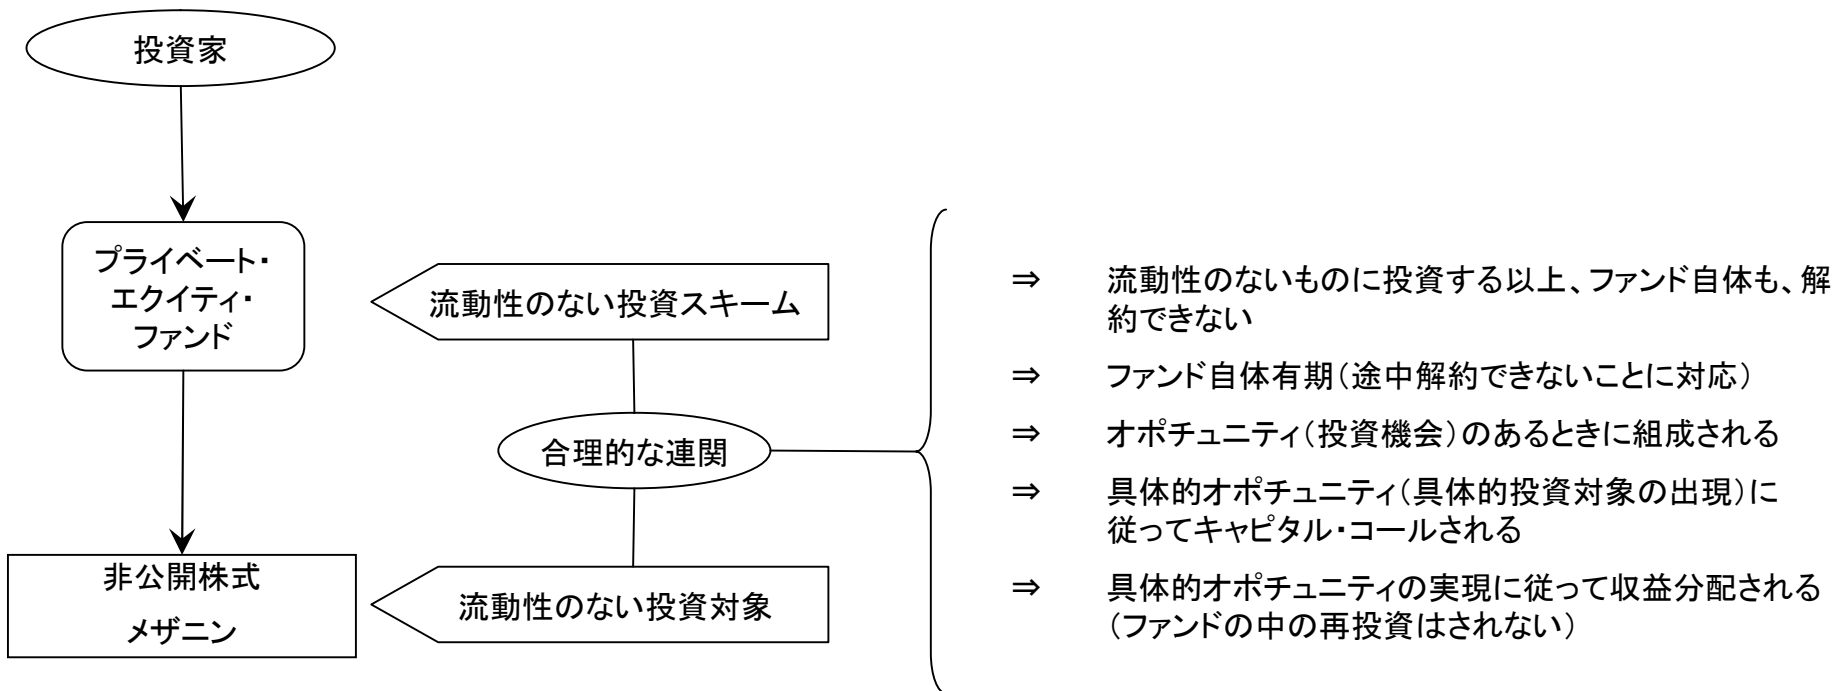 投資家
プライベート・
エクイティ・
ファンド
流動性のない投資スキーム
合理的な連関
非公開株式
メザニン
流動性のない投資対象
⇒ 流動性のないものに投資する以上、ファンド自体も、解
約できない
⇒ ファンド自体有期(途中解約できないことに対応)
⇒ オポチュニティ(投資機会)のあるときに組成される
⇒ 具体的オポチュニティ(具体的投資対象の出現)に
従ってキャピタル・コールされる
⇒ 具体的オポチュニティの実現に従って収益分配される
(ファンドの中の再投資はされない)